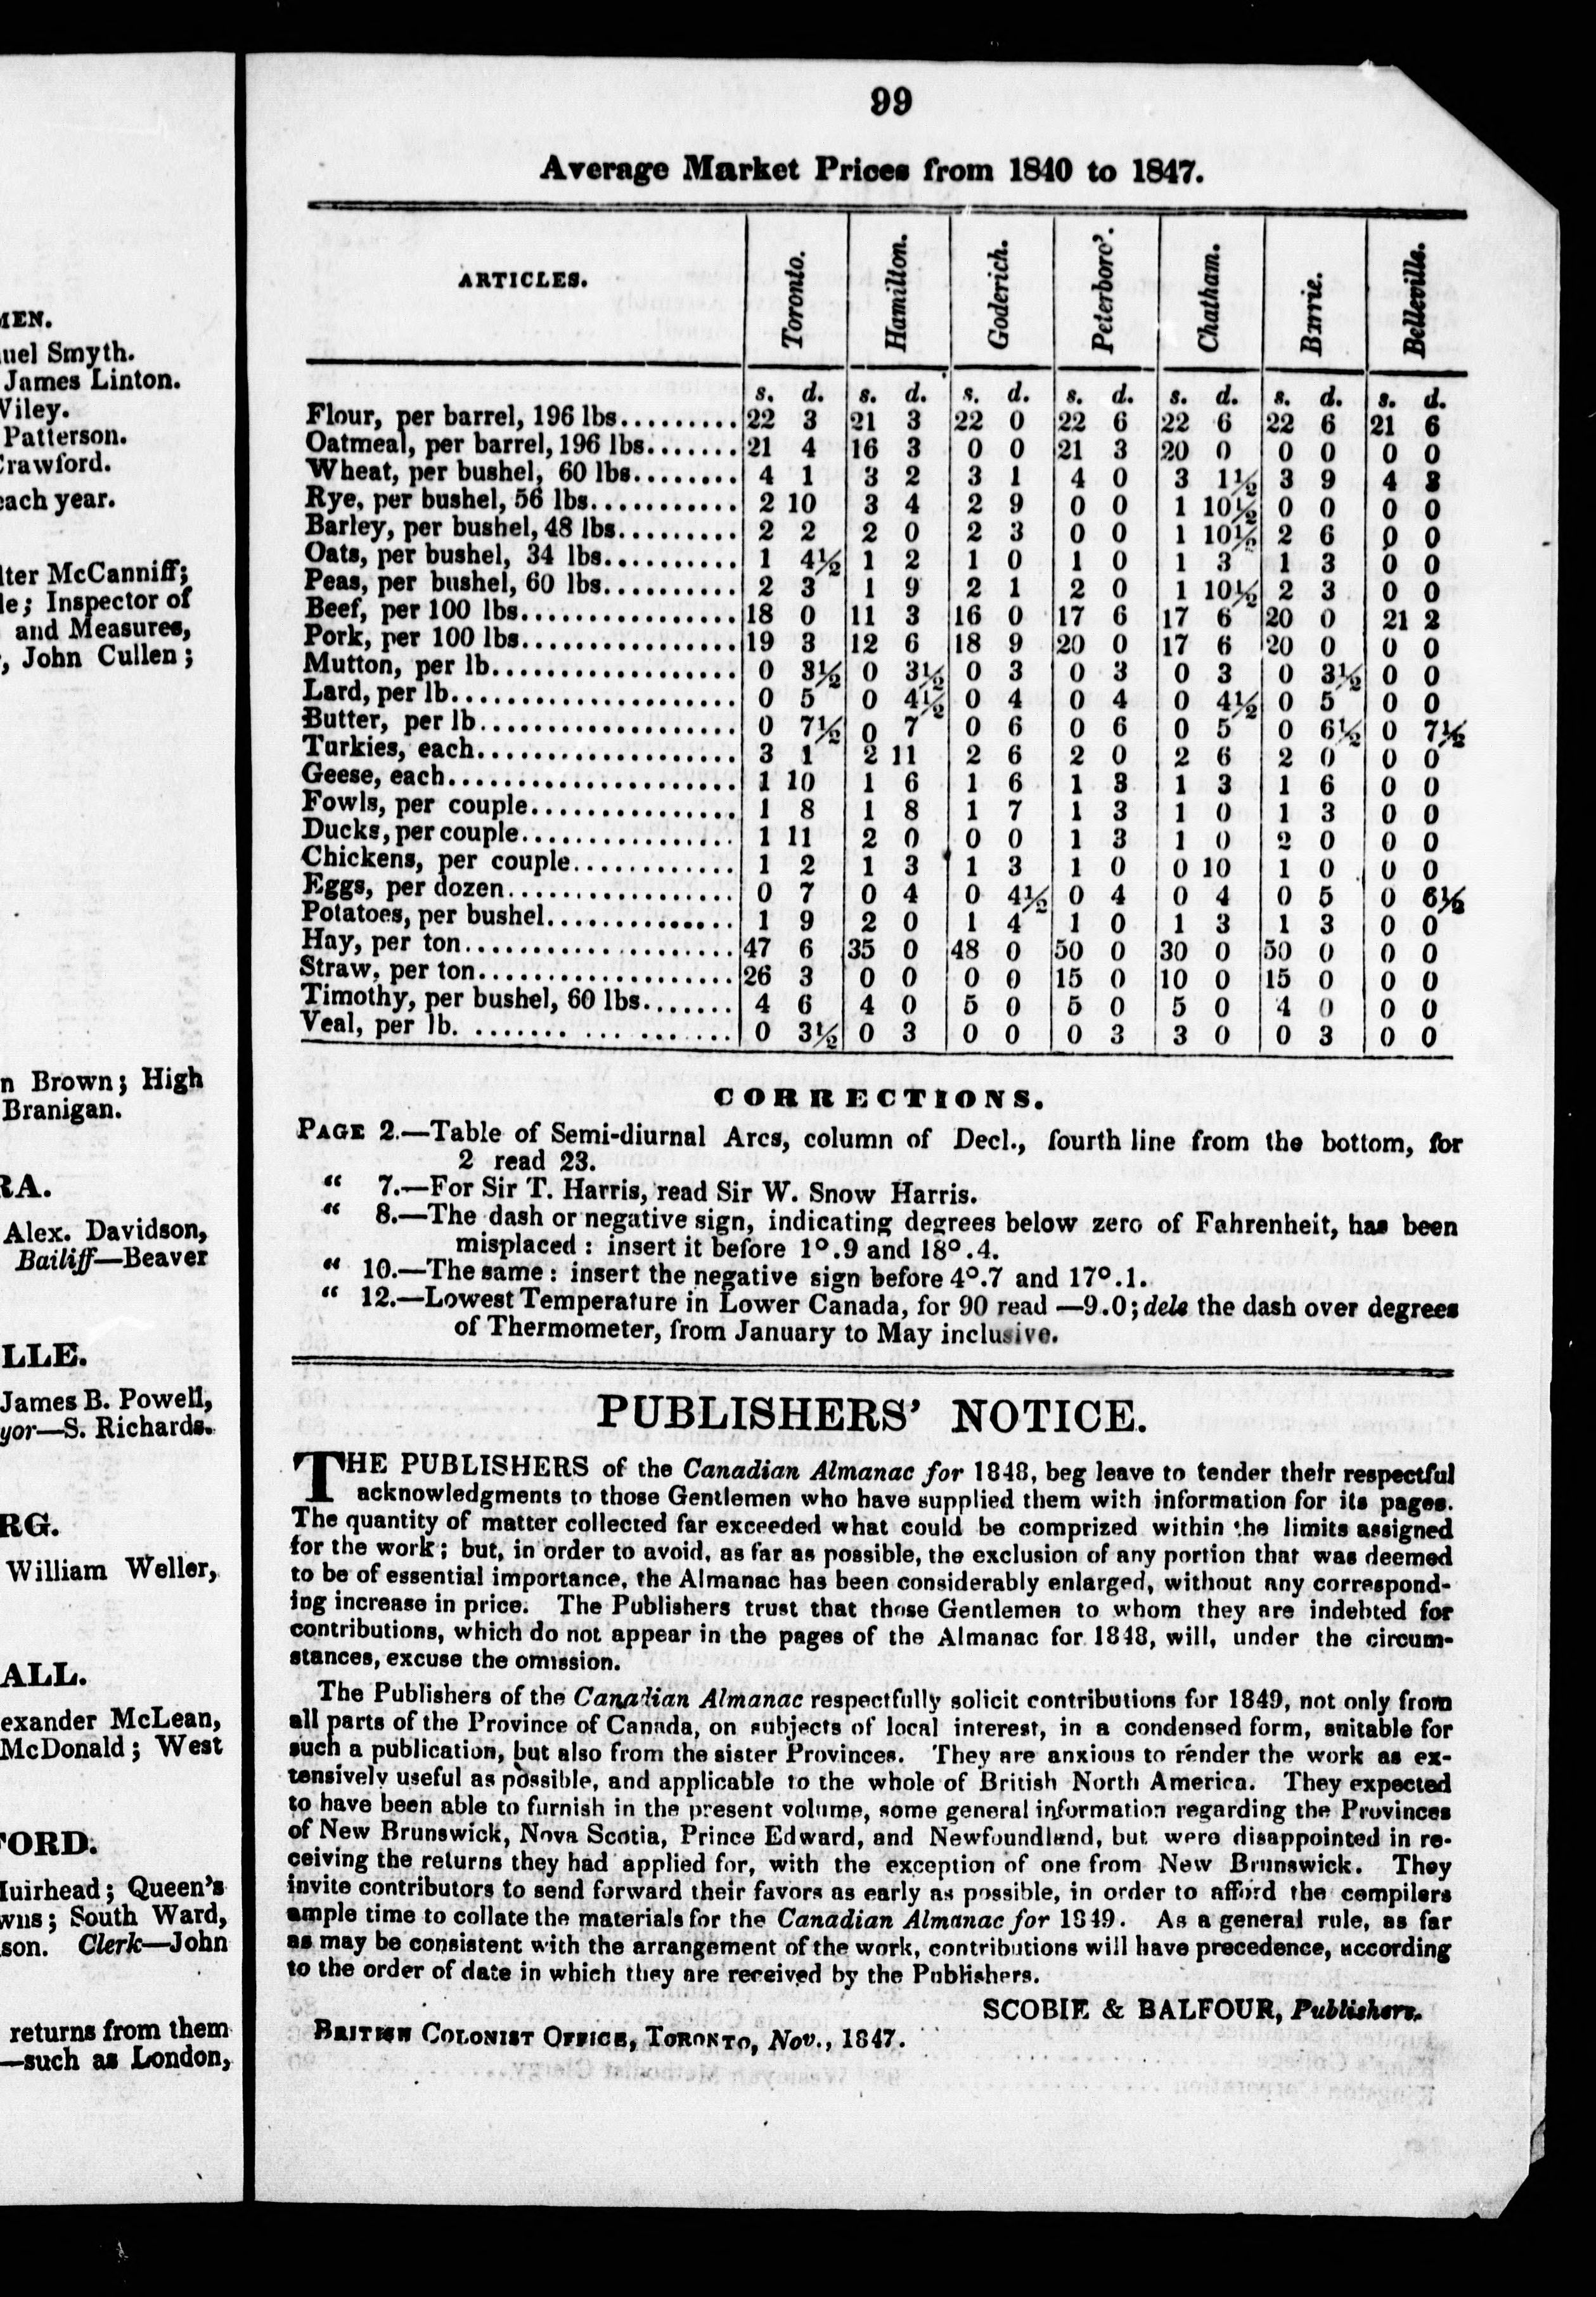 MEN.
uel Smyth.
James Linton.
Viley.
Patterson.
Crawford.
each year.
lter McCanniff;
le; Inspector of
and Measures,
, John Cullen;
n Brown; High
Branigan.
RA.
Alex. Davidson,
Bailiff—Beaver
LLE.
James B. Powell,
yor—S. Richards.
RG.
William Weller,
ALL.
exander McLean,
McDonald; West
FORD.
Muirhead; Queen's
wns; South Ward,
son. Clerk—John
returns from them
—such as London,
99
Average Market Prices from 1840 to 1847.
ARTICLES. Toronto. Hamilton. Goderich. Peterboro'. Chatham. Barrie. Belleville.
s. d. s. d. s. d. s. d. s. d. s. d. s. d.
Flour, per barrel, 196 lbs......... 22 3 21 3 22 0 22 6 22 6 22 6 21 6
Oatmeal, per barrel, 196 lbs....... 21 4 16 3 0 0 21 3 20 0 0 0 0 0
Wheat, per bushel, 60 lbs........ 4 1 3 2 3 1 4 0 3 1½ 3 9 4
Rye, per bushel, 56 lbs............ 2 10 3 4 2 9 0 0 1 10½ 0 0 0 0
Barley, per bushel, 48 lbs......... 2 2 2 0 2 3 0 0 1 10½ 2 6 0 0
Oats, per bushel, 34 lbs.......... 1 4½ 1 2 1 0 1 0 1 3 1 3 0 0
Peas, per bushel, 60 lbs.......... 2 3 1 9 2 1 2 0 1 10½ 2 3 0 0
Beef, per 100 lbs................. 18 0 11 3 16 0 17 6 17 6 20 0 21 2
Pork, per 100 lbs................. 19 3 12 6 18 9 20 0 17 6 20 0 0 0
Mutton, per lb.................... 0 3½ 0 3½ 0 3 0 3 0 3 0 3½ 0 0
Lard, per lb....................... 0 5 0 4½ 0 4 0 4 0 4½ 0 5 0 0
Butter, per lb..................... 0 7½ 0 7 0 6 0 6 0 5 0 6½ 0 7½
Turkies, each..................... 3 1 2 11 2 6 2 0 2 6 2 0 0 0
Geese, each....................... 1 10 1 6 1 6 1 3 1 3 1 6 0 0
Fowls, per couple................. 1 8 1 8 1 7 1 3 1 0 1 3 0 0
Ducks, per couple................. 1 11 2 0 0 0 1 3 1 0 2 0 0 0
Chickens, per couple............. 1 2 1 3 1 3 1 0 0 10 1 0 0 0
Eggs, per dozen.................. 0 7 0 4 0 4½ 0 4 0 4 0 5 0 6½
Potatoes, per bushel............... 1 9 2 0 1 4 1 0 1 3 1 3 0 0
Hay, per ton...................... 47 6 35 0 48 0 50 0 30 0 50 0 0 0
Straw, per ton..................... 26 3 0 0 0 0 15 0 10 0 15 0 0 0
Timothy, per bushel, 60 lbs....... 4 6 4 0 5 0 5 0 5 0 4 0 0 0
Veal, per lb. ........ ... ........ 0 3½ 0 3 0 0 0 3 3 0 0 3 0 0
CORRECTIONS.
PAGE 2.—Table of Semi-diurnal Arcs, column of Decl., fourth line from the bottom, for
2 read 23.
“ 7.—For Sir T. Harris, read Sir W. Snow Harris.
“ 8.—The dash or negative sign, indicating degrees below zero of Fahrenheit, has been
misplaced : insert it before 1°.9 and 18°.4.
“ 10.—The same : insert the negative sign before 4°.7 and 17°.1.
“ 12.—Lowest Temperature in Lower Canada, for 90 read —9.0; dele the dash over degrees
of Thermometer, from January to May inclusive.
PUBLISHERS' NOTICE.
THE PUBLISHERS of the Canadian Almanac for 1848, beg leave to tender their respectful
acknowledgments to those Gentlemen who have supplied them with information for its pages.
The quantity of matter collected far exceeded what could be comprized within the limits assigned
for the work; but, in order to avoid, as far as possible, the exclusion of any portion that was deemed
to be of essential importance, the Almanac has been considerably enlarged, without any correspond-
ing increase in price. The Publishers trust that those Gentlemen to whom they are indebted for
contributions, which do not appear in the pages of the Almanac for 1848, will, under the circum-
stances, excuse the omission.
The Publishers of the Canadian Almanac respectfully solicit contributions for 1849, not only from
all parts of the Province of Canada, on subjects of local interest, in a condensed form, suitable for
such a publication, but also from the sister Provinces. They are anxious to render the work as ex-
tensively useful as possible, and applicable to the whole of British North America. They expected
to have been able to furnish in the present volume, some general information regarding the Provinces
of New Brunswick, Nova Scotia, Prince Edward, and Newfoundland, but were disappointed in re-
ceiving the returns they had applied for, with the exception of one from New Brunswick. They
invite contributors to send forward their favors as early as possible, in order to afford the compilers
ample time to collate the materials for the Canadian Almanac for 1849. As a general rule, as far
as may be consistent with the arrangement of the work, contributions will have precedence, according
to the order of date in which they are received by the Publishers.
SCOBIE & BALFOUR, Publishers.
BRITISH COLONIST OFFICE, TORONTO, Nov., 1847.